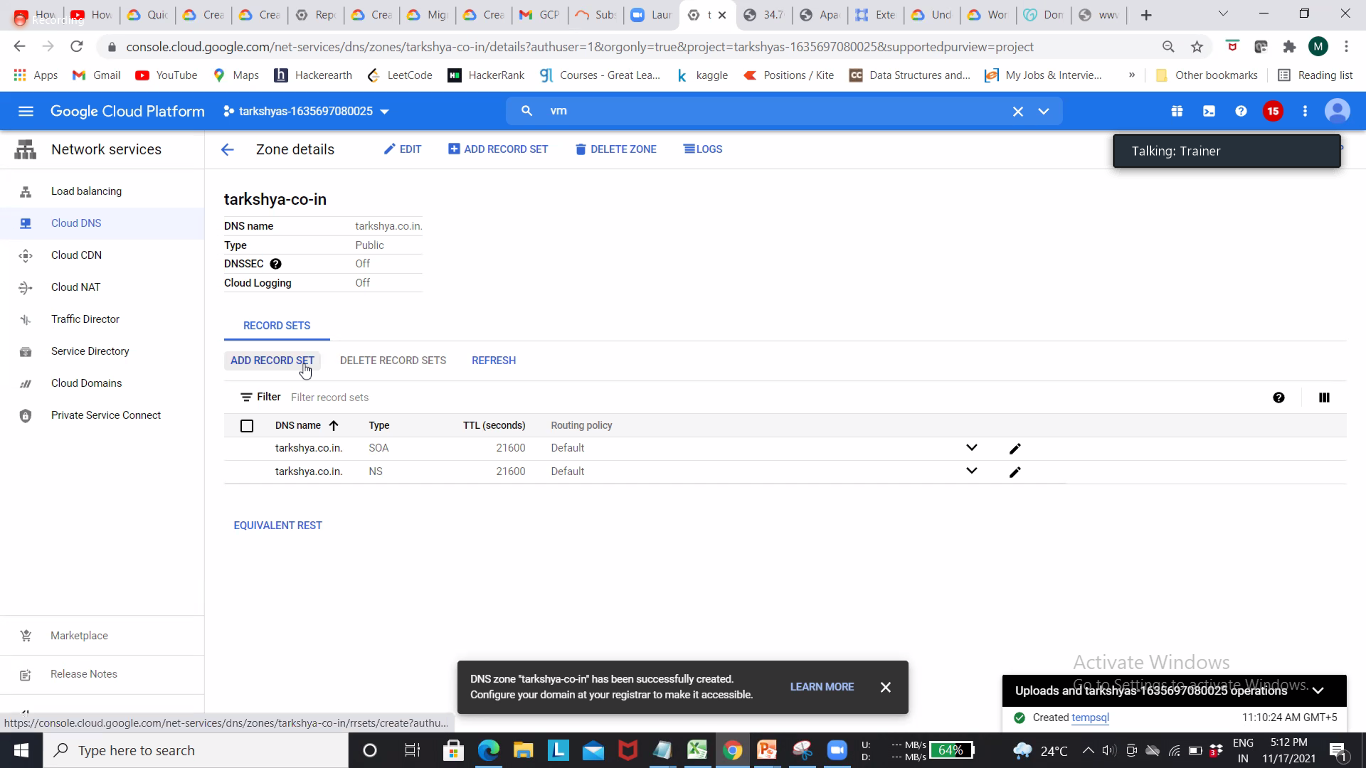 Recording
How
How
Quic
Crea
Crea
Repo
Crea
Mig
Crea
GCP
Subs
Laun
t
34.7
Apa
Exte
Und
Wor
Don
www
console.cloud.google.com/net-services/dns/zones/tarkshya-co-in/details?authuser=1&orgonly=true&project=tarkshyas-1635697080025&supportedpurview=project
M
Apps
Gmail
YouTube
Maps
Hackerearth
LeetCode
HackerRank
Courses - Great Lea...
kaggle
Positions / Kite
Data Structures and...
My Jobs & Intervie...
»
Other bookmarks
Reading list
Google Cloud Platform
tarkshyas-1635697080025
vm
15
Network services
Zone details
EDIT
ADD RECORD SET
DELETE ZONE
LOGS
Talking: Trainer
Load balancing
Cloud DNS
Cloud CDN
Cloud NAT
Traffic Director
Service Directory
Cloud Domains
Private Service Connect
Marketplace
Release Notes
tarkshya-co-in
DNS name tarkshya.co.in.
Type Public
DNSSEC Off
Cloud Logging Off
RECORD SETS
ADD RECORD SET DELETE RECORD SETS REFRESH
Filter Filter record sets
DNS name Type TTL (seconds) Routing policy
tarkshya.co.in. SOA 21600 Default
tarkshya.co.in. NS 21600 Default
EQUIVALENT REST
DNS zone "tarkshya-co-in" has been successfully created.
Configure your domain at your registrar to make it accessible.
LEARN MORE
Activate Windows
Go to Settings to activate Windows.
Uploads and tarkshyas-1635697080025 operations
Created tempsql 11:10:24 AM GMT+5
https://console.cloud.google.com/net-services/dns/zones/tarkshya-co-in/rrsets/create?authu...
Type here to search
L
U: --- MB/s
D: --- MB/s
64%
24°C
ENG
IN
5:12 PM
11/17/2021
1